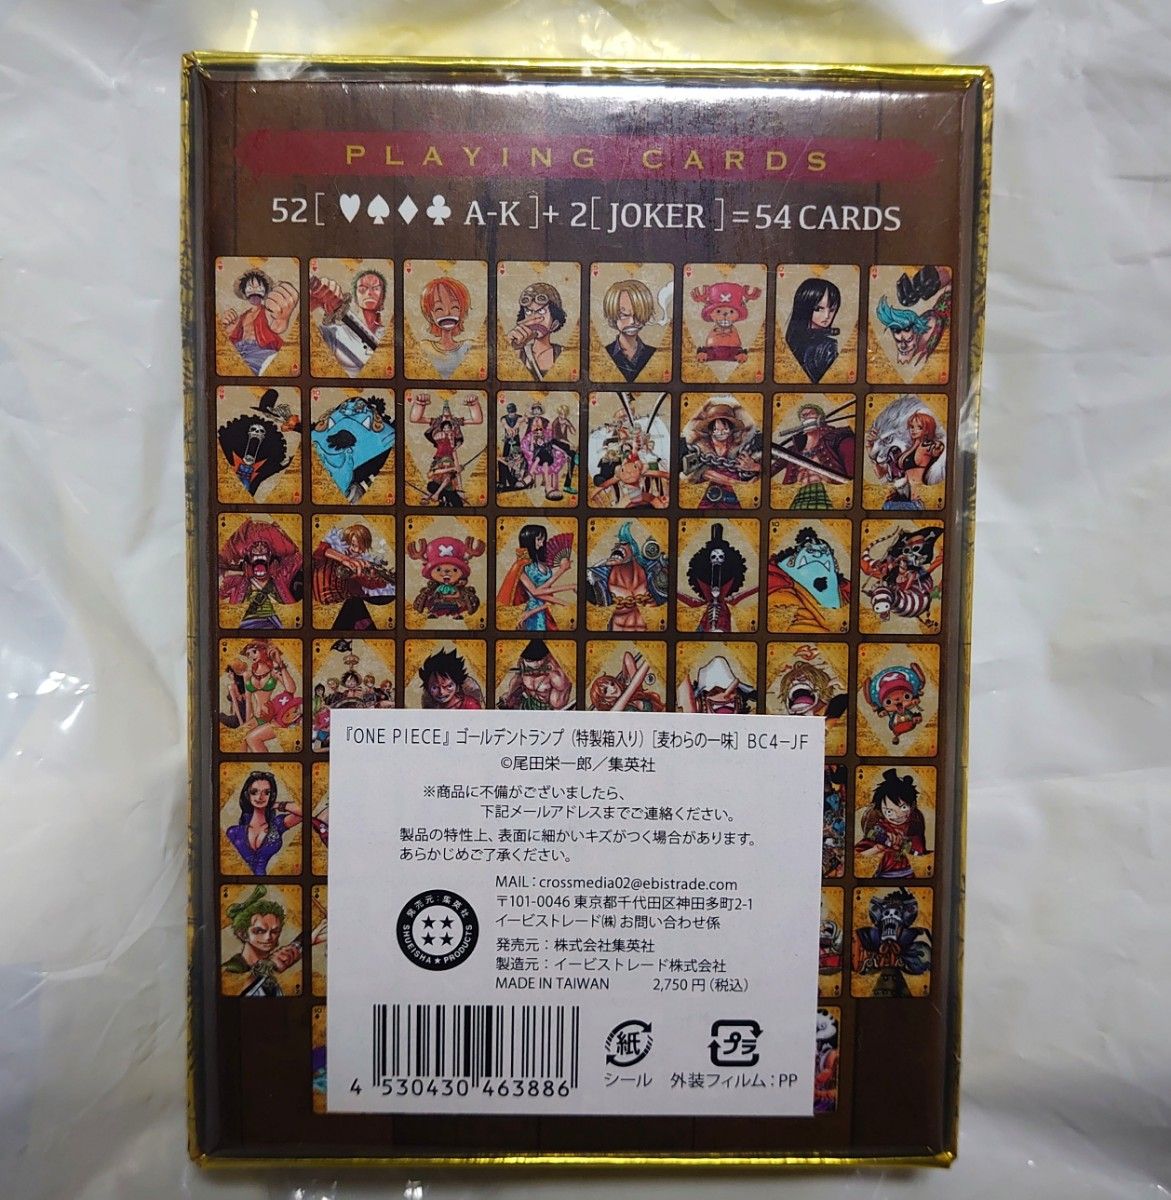 PLAYING CARDS
52[♥♠♦♣ A-K]+ 2[JOKER]=54 CARDS
『ONE PIECE』ゴールデントランプ（特製箱入り）[麦わらの一味] BC4-JF
©尾田栄一郎／集英社
※商品に不備がございましたら、
下記メールアドレスまでご連絡ください。
製品の特性上、表面に細かいキズがつく場合があります。
あらかじめご了承ください。
MAIL：crossmedia02@ebistrade.com
〒101-0046 東京都千代田区神田多町2-1
イービストレード㈱ お問い合わせ係
発売元：株式会社集英社
製造元：イービストレード株式会社
MADE IN TAIWAN 2,750円（税込）
発売元：集英社
SHUEISHA★PRODUCTS
4 530430 463886
紙
シール
プラ
外装フィルム：PP